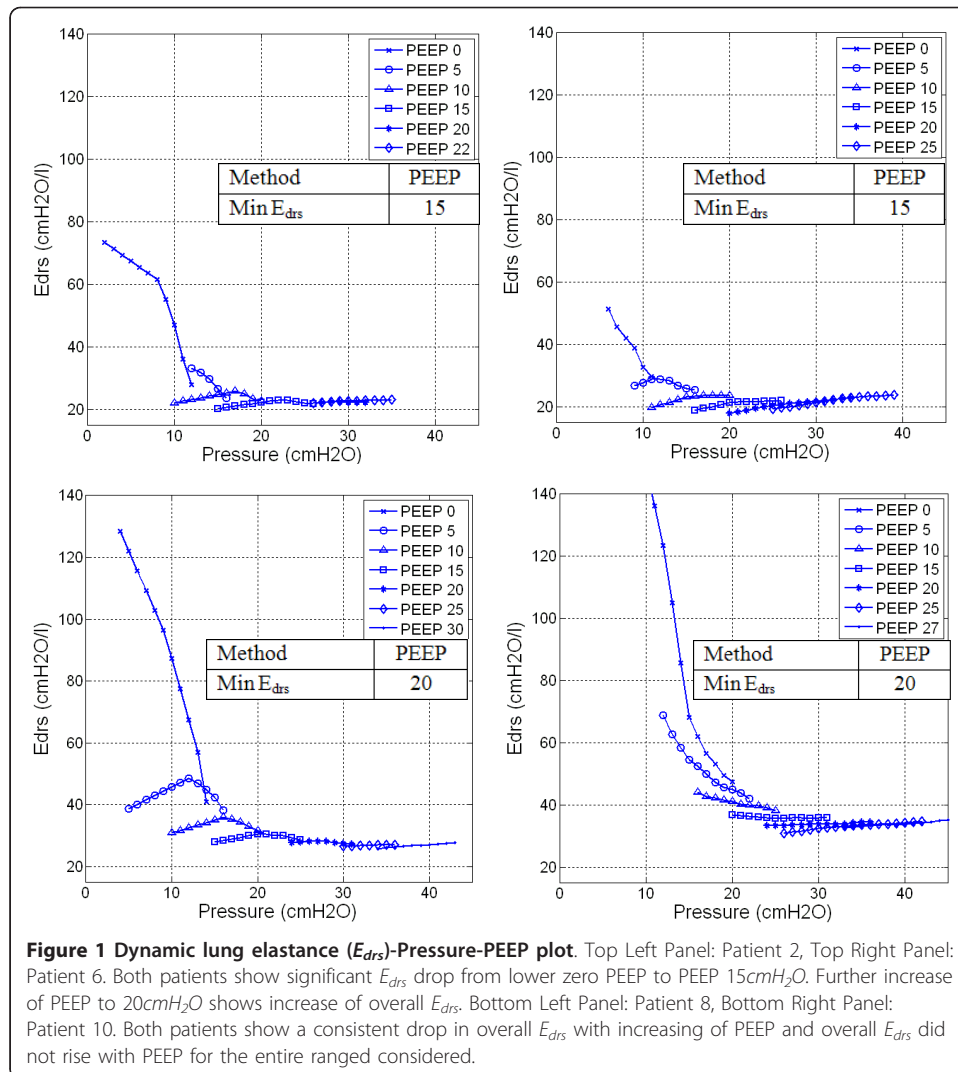 140
120
100
80
60
40
20
0
10
20
30
40
Edrs (cmH2O/l)
Pressure (cmH2O)
PEEP 0
PEEP 5
PEEP 10
PEEP 15
PEEP 20
PEEP 22
Method PEEP
Min Edrs 15
140
120
100
80
60
40
20
0
10
20
30
40
Edrs (cmH2O/l)
Pressure (cmH2O)
PEEP 0
PEEP 5
PEEP 10
PEEP 15
PEEP 20
PEEP 25
Method PEEP
Min Edrs 15
140
120
100
80
60
40
20
0
10
20
30
40
Edrs (cmH2O/l)
Pressure (cmH2O)
PEEP 0
PEEP 5
PEEP 10
PEEP 15
PEEP 20
PEEP 25
PEEP 30
Method PEEP
Min Edrs 20
140
120
100
80
60
40
20
0
10
20
30
40
Edrs (cmH2O/l)
Pressure (cmH2O)
PEEP 0
PEEP 5
PEEP 10
PEEP 15
PEEP 20
PEEP 25
PEEP 27
Method PEEP
Min Edrs 20
Figure 1 Dynamic lung elastance (Edrs)-Pressure-PEEP plot. Top Left Panel: Patient 2, Top Right Panel:
Patient 6. Both patients show significant Edrs drop from lower zero PEEP to PEEP 15cmH2O. Further increase
of PEEP to 20cmH2O shows increase of overall Edrs. Bottom Left Panel: Patient 8, Bottom Right Panel:
Patient 10. Both patients show a consistent drop in overall Edrs with increasing of PEEP and overall Edrs did
not rise with PEEP for the entire ranged considered.